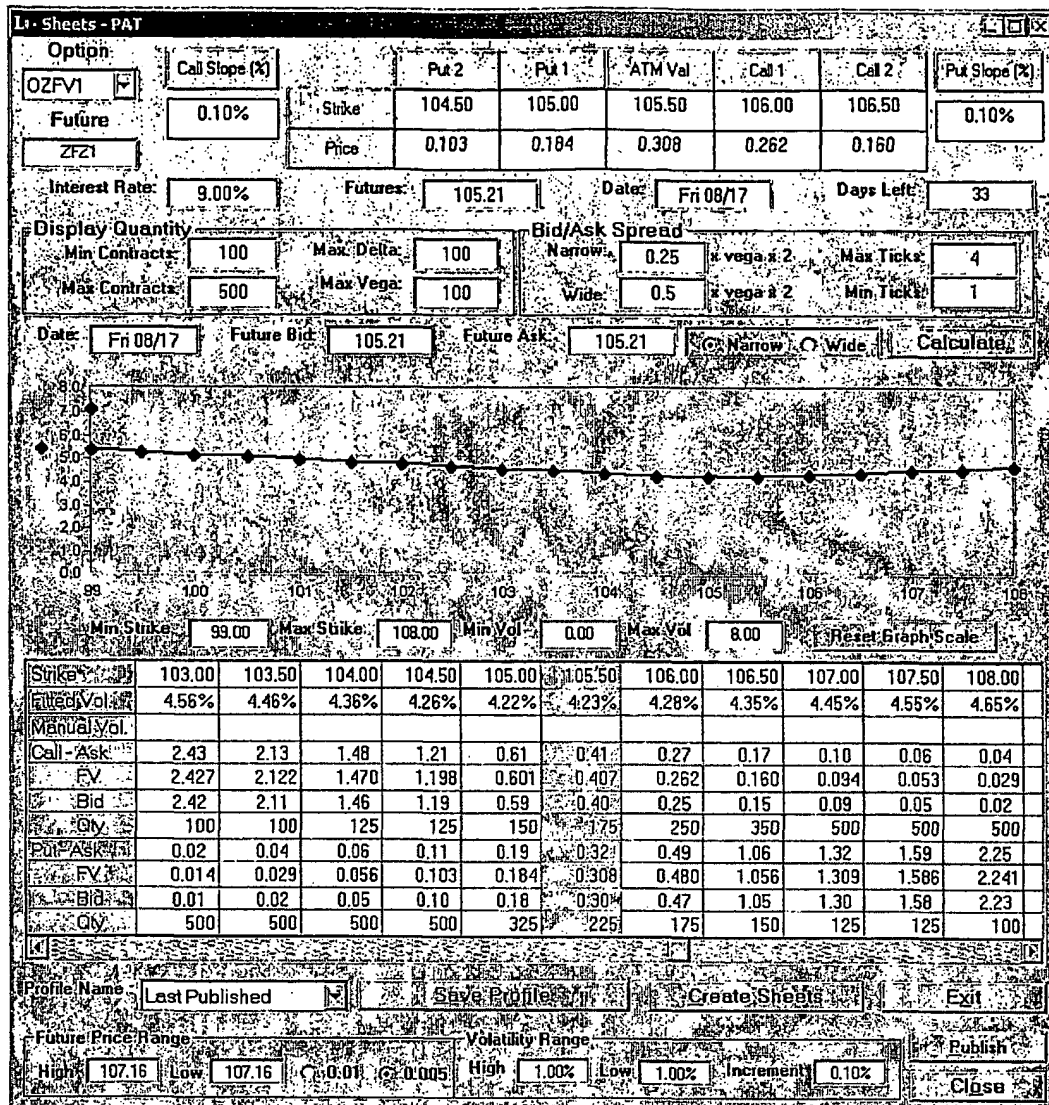 Sheets - PAT
Option
Call Slope (%)
Put 2 Put 1 ATM Val Call 1 Call 2
Put Slope (%)
OZFV1
0.10%
Strike 104.50 105.00 105.50 106.00 106.50
0.10%
Future
ZFZ1
Price 0.103 0.184 0.308 0.262 0.160
Interest Rate: 9.00% Futures: 105.21 Date: Fri 08/17 Days Left: 33
Display Quantity
Bid/Ask Spread
Min Contracts: 100 Max Delta: 100 Narrow: 0.25 x vega x 2 Max Ticks: 4
Max Contracts: 500 Max Vega: 100 Wide: 0.5 x vega x 2 Min Ticks: 1
Date: Fri 08/17 Future Bid: 105.21 Future Ask: 105.21 Narrow Wide Calculate
8.0
7.0
6.0
5.0
4.0
3.0
2.0
1.0
0.0
99 100 101 102 103 104 105 106 107 108
Min Strike: 99.00 Max Strike: 108.00 Min Vol 0.00 Max Vol 8.00 Reset Graph Scale
Strike 103.00 103.50 104.00 104.50 105.00 105.50 106.00 106.50 107.00 107.50 108.00
Fitted Vol. 4.56% 4.46% 4.36% 4.26% 4.22% 4.23% 4.28% 4.35% 4.45% 4.55% 4.65%
Manual Vol.
Call - Ask 2.43 2.13 1.48 1.21 0.61 0.41 0.27 0.17 0.10 0.06 0.04
FV 2.427 2.122 1.470 1.198 0.601 0.407 0.262 0.160 0.094 0.053 0.029
Bid 2.42 2.11 1.46 1.19 0.59 0.40 0.25 0.15 0.09 0.05 0.02
Qty 100 100 125 125 150 175 250 350 500 500 500
Put - Ask 0.02 0.04 0.06 0.11 0.19 0.32 0.49 1.06 1.32 1.59 2.25
FV 0.014 0.029 0.056 0.103 0.184 0.308 0.480 1.056 1.309 1.586 2.241
Bid 0.01 0.02 0.05 0.10 0.18 0.30 0.47 1.05 1.30 1.58 2.23
Qty 500 500 500 500 325 225 175 150 125 125 100
Profile Name Last Published Save Profile Create Sheets Exit
Future Price Range
Volatility Range
Publish
High 107.16 Low 107.16 0.01 0.005 High 1.00% Low 1.00% Increment 0.10%
Close